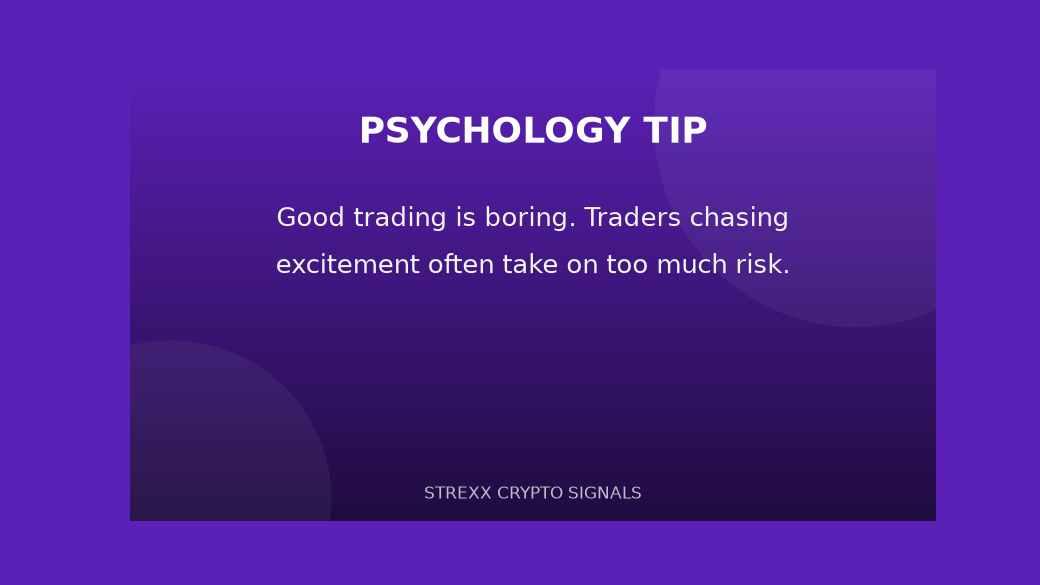 PSYCHOLOGY TIP
Good trading is boring. Traders chasing
excitement often take on too much risk.
STREXX CRYPTO SIGNALS